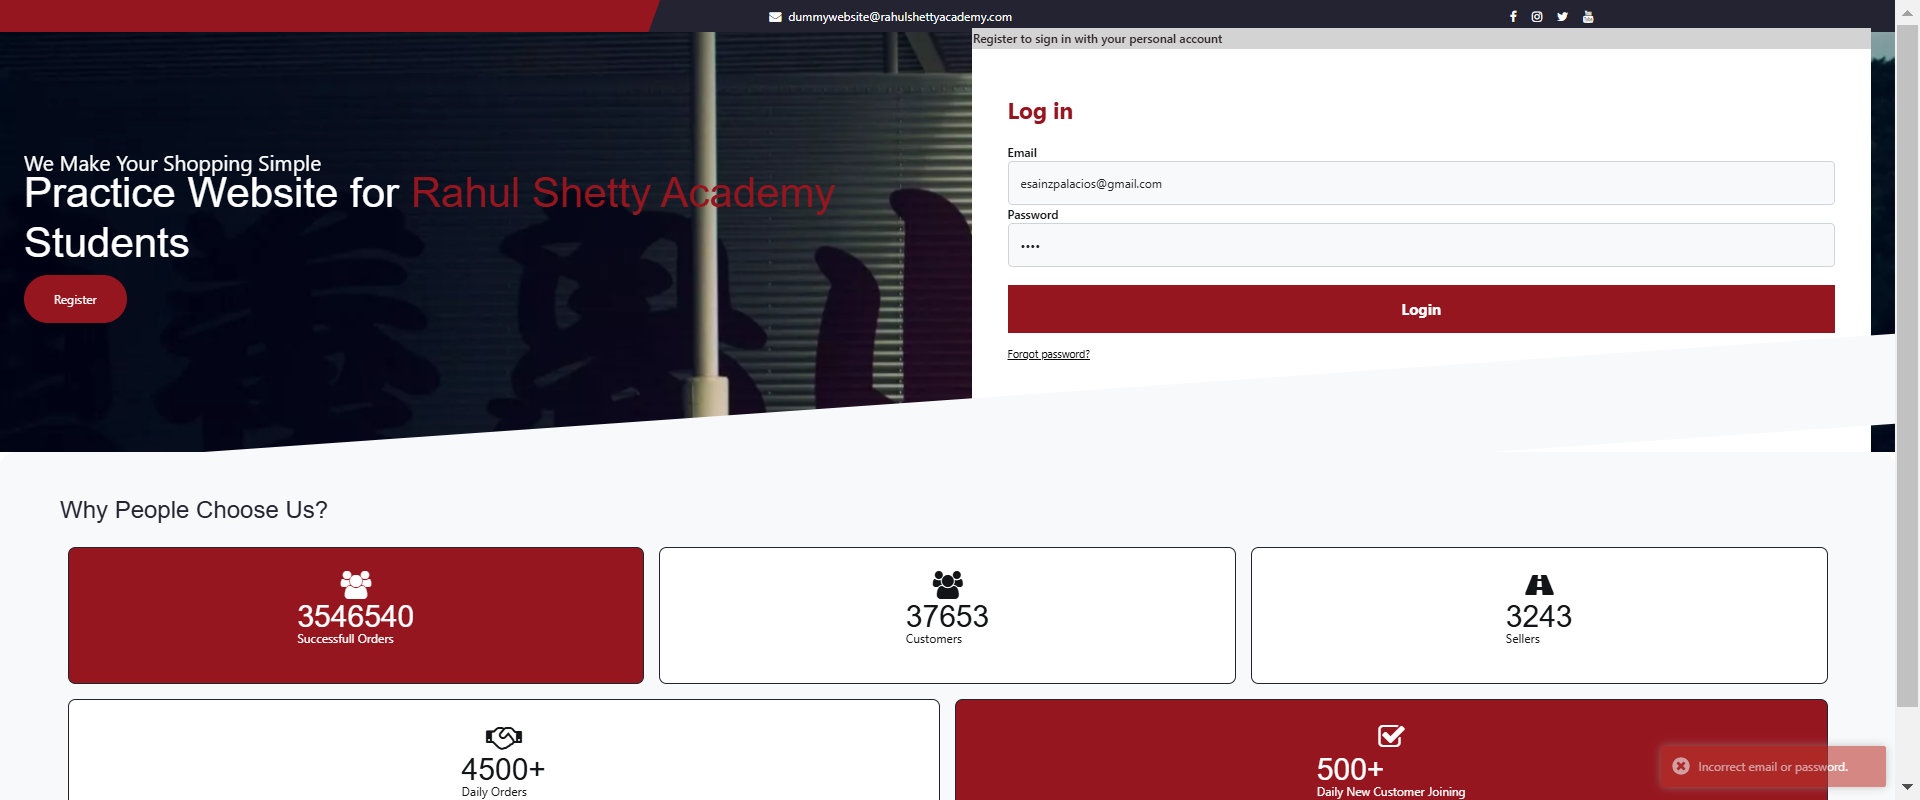 dummywebsite@rahulshettyacademy.com
Register to sign in with your personal account
We Make Your Shopping Simple
Practice Website for Rahul Shetty Academy
Students
Register
Log in
Email
esainzpalacios@gmail.com
Password
••••
Login
Forgot password?
Why People Choose Us?
3546540
Successfull Orders
37653
Customers
3243
Sellers
4500+
Daily Orders
500+
Daily New Customer Joining
Incorrect email or password.